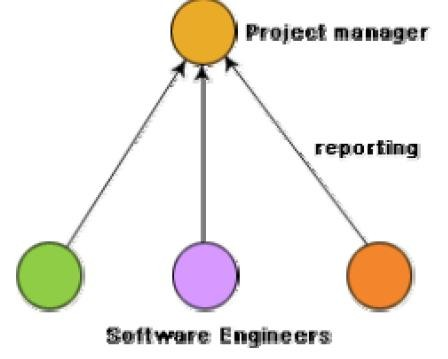 Project manager
reporting
Software Engineers